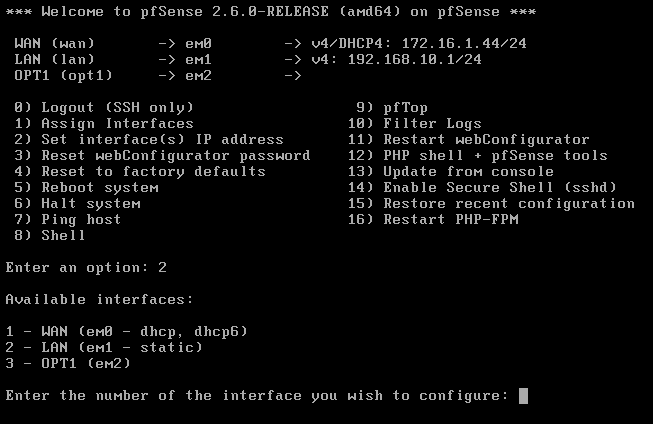 *** Welcome to pfSense 2.6.0-RELEASE (amd64) on pfSense ***
WAN (wan) -> em0 -> v4/DHCP4: 172.16.1.44/24
LAN (lan) -> em1 -> v4: 192.168.10.1/24
OPT1 (opt1) -> em2 ->
0) Logout (SSH only) 9) pfTop
1) Assign Interfaces 10) Filter Logs
2) Set interface(s) IP address 11) Restart webConfigurator
3) Reset webConfigurator password 12) PHP shell + pfSense tools
4) Reset to factory defaults 13) Update from console
5) Reboot system 14) Enable Secure Shell (sshd)
6) Halt system 15) Restore recent configuration
7) Ping host 16) Restart PHP-FPM
8) Shell
Enter an option: 2
Available interfaces:
1 - WAN (em0 - dhcp, dhcp6)
2 - LAN (em1 - static)
3 - OPT1 (em2)
Enter the number of the interface you wish to configure: